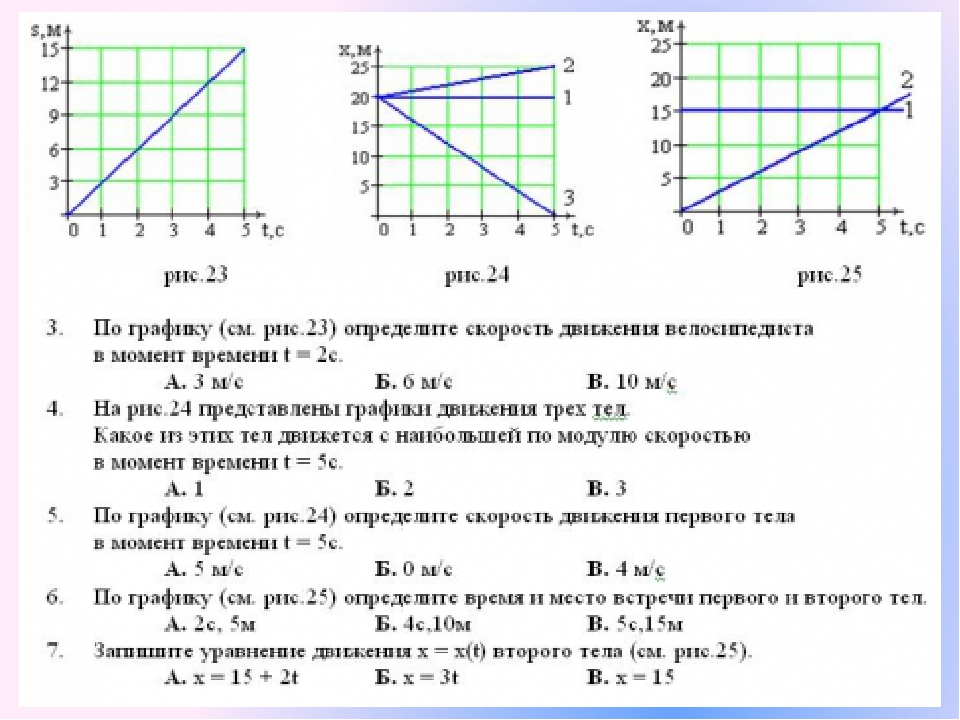 s,м
15
12
9
6
3
0 1 2 3 4 5 t,c
x,м
25
20
15
10
5
2
1
3
0 1 2 3 4 5 t,c
x,м
25
20
15
10
5
2
1
0 1 2 3 4 5 t,c
рис.23 рис.24 рис.25
3. По графику (см. рис.23) определите скорость движения велосипедиста
в момент времени t = 2с.
А. 3 м/с Б. 6 м/с В. 10 м/с
4. На рис.24 представлены графики движения трех тел.
Какое из этих тел движется с наибольшей по модулю скоростью
в момент времени t = 5с.
А. 1 Б. 2 В. 3
5. По графику (см. рис.24) определите скорость движения первого тела
в момент времени t = 5с.
А. 5 м/с Б. 0 м/с В. 4 м/с
6. По графику (см. рис.25) определите время и место встречи первого и второго тел.
А. 2с, 5м Б. 4с,10м В. 5с,15м
7. Запишите уравнение движения x = x(t) второго тела (см. рис.25).
А. x = 15 + 2t Б. x = 3t В. x = 15